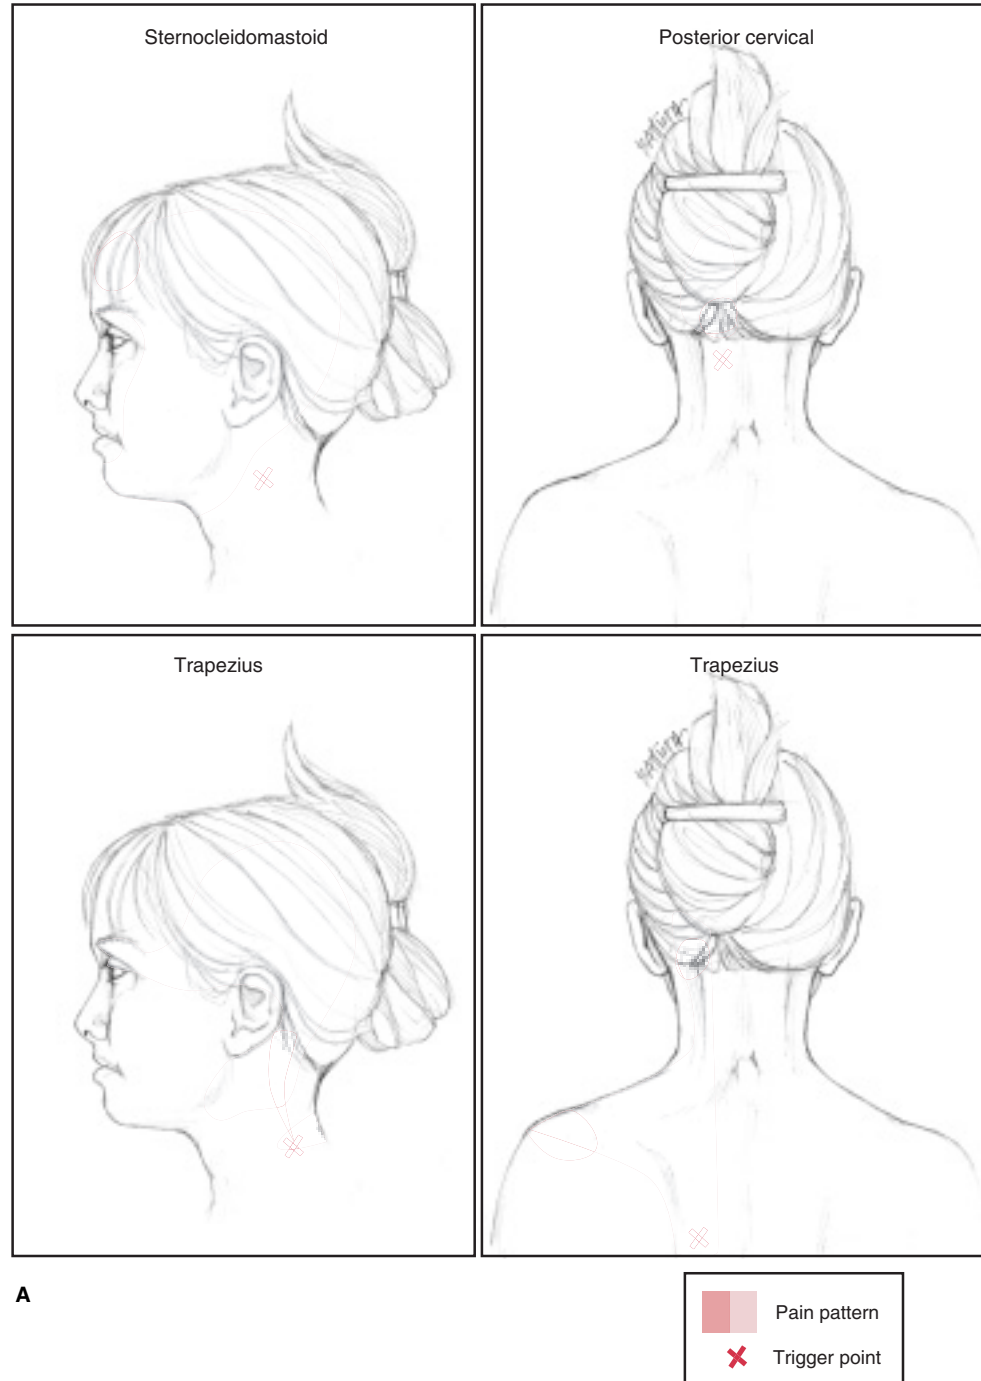 Sternocleidomastoid
Posterior cervical
Trapezius
Trapezius
A
Pain pattern
Trigger point